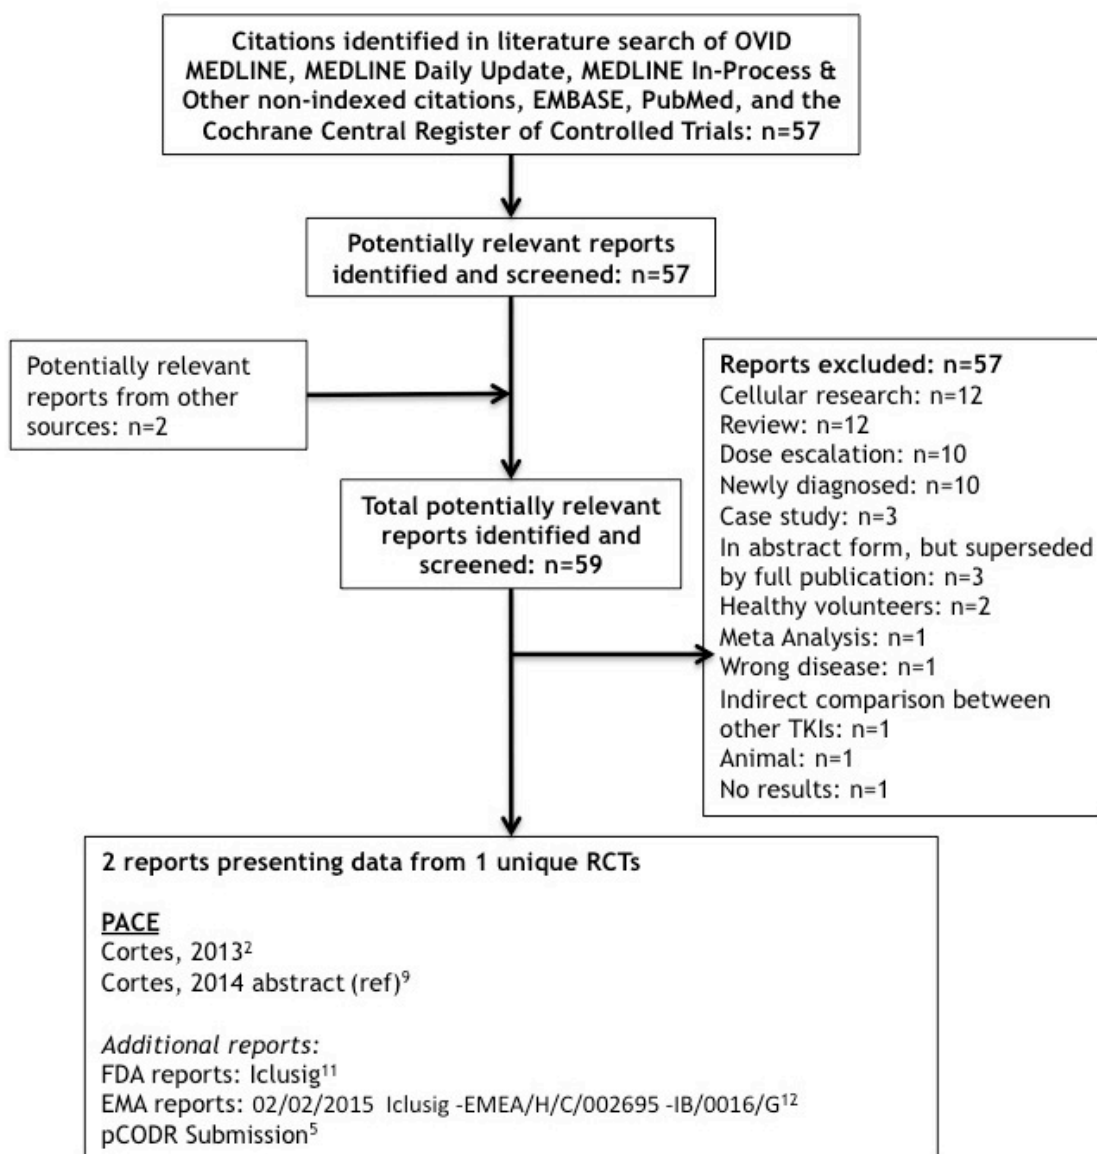 Citations identified in literature search of OVID
MEDLINE, MEDLINE Daily Update, MEDLINE In-Process &
Other non-indexed citations, EMBASE, PubMed, and the
Cochrane Central Register of Controlled Trials: n=57
Potentially relevant reports
identified and screened: n=57
Potentially relevant
reports from other
sources: n=2
Total potentially relevant
reports identified and
screened: n=59
Reports excluded: n=57
Cellular research: n=12
Review: n=12
Dose escalation: n=10
Newly diagnosed: n=10
Case study: n=3
In abstract form, but superseded
by full publication: n=3
Healthy volunteers: n=2
Meta Analysis: n=1
Wrong disease: n=1
Indirect comparison between
other TKIs: n=1
Animal: n=1
No results: n=1
2 reports presenting data from 1 unique RCTs
PACE
Cortes, 2013²
Cortes, 2014 abstract (ref)⁹
Additional reports:
FDA reports: Iclusig¹¹
EMA reports: 02/02/2015 Iclusig -EMEA/H/C/002695 -IB/0016/G¹²
pCODR Submission⁵